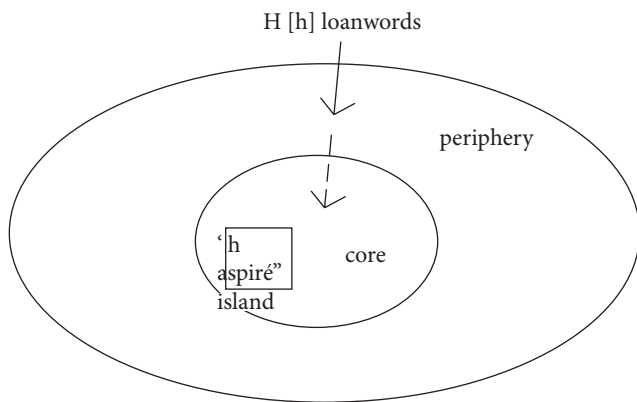 H [h] loanwords
periphery
‘ h
core
aspiré”
island